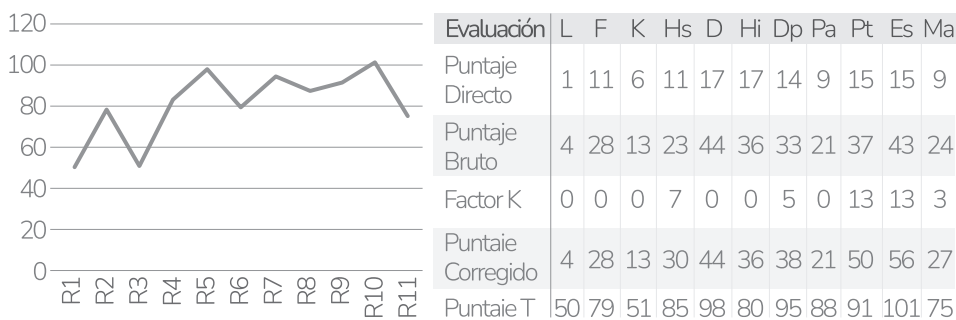 120
100
80
60
40
20
0
R1 R2 R3 R4 R5 R6 R7 R8 R9 R10 R11
Evaluación L F K Hs D Hi Dp Pa Pt Es Ma
Puntaje
Directo 1 11 6 11 17 17 14 9 15 15 9
Puntaje
Bruto 4 28 13 23 44 36 33 21 37 43 24
Factor K 0 0 0 7 0 0 5 0 13 13 3
Puntaie
Corregido 4 28 13 30 44 36 38 21 50 56 27
Puntaie T 50 79 51 85 98 80 95 88 91 101 75